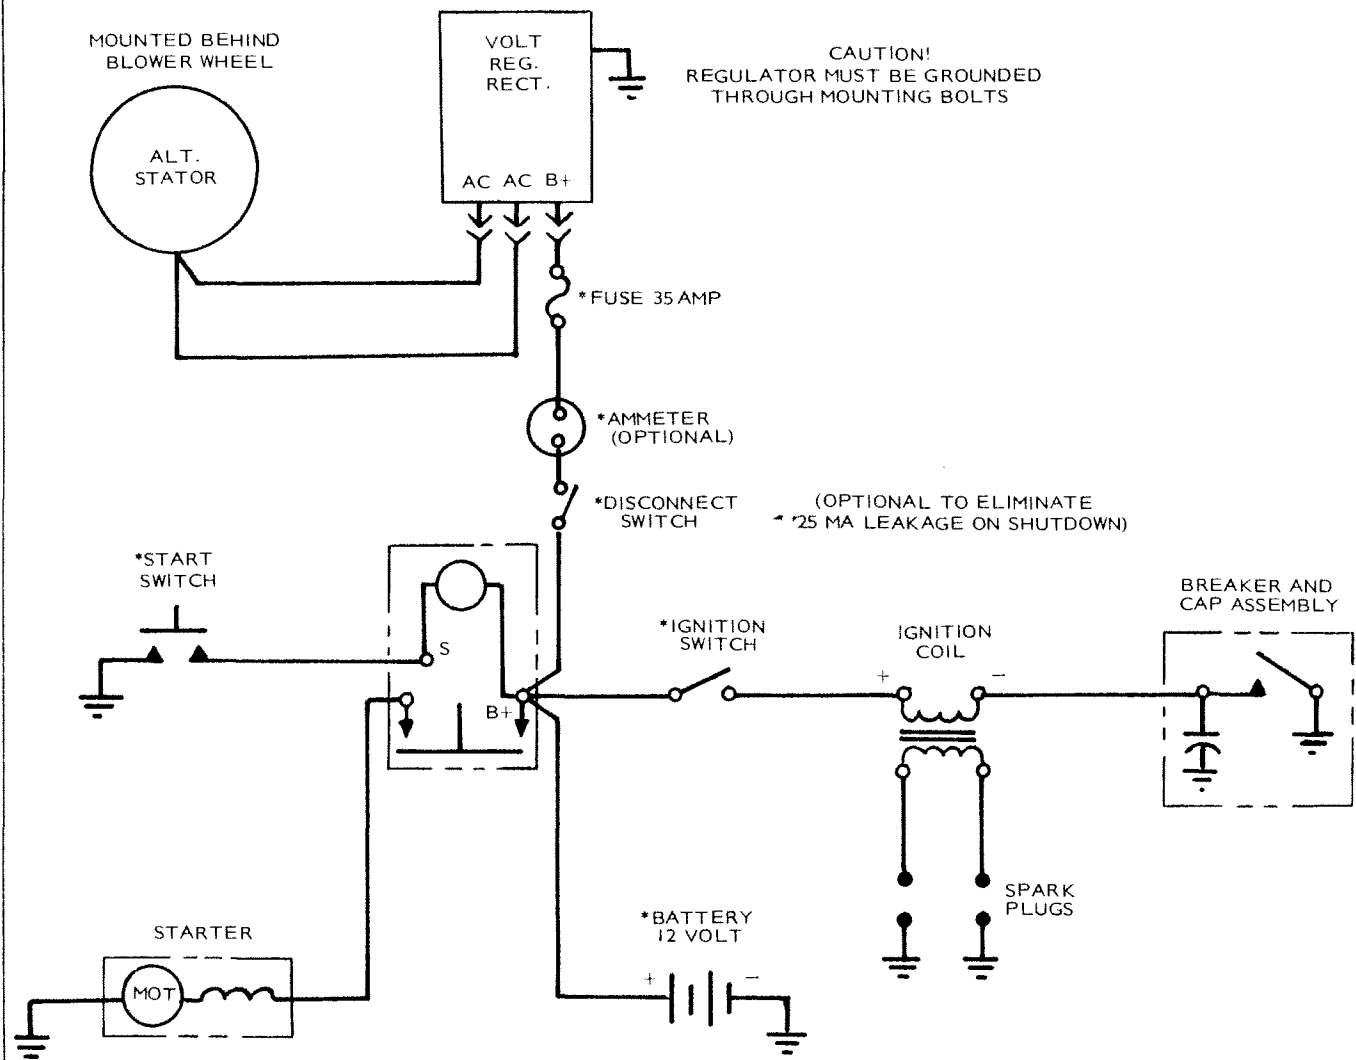 MOUNTED BEHIND
BLOWER WHEEL
ALT.
STATOR
VOLT
REG.
RECT.
AC AC B+
CAUTION!
REGULATOR MUST BE GROUNDED
THROUGH MOUNTING BOLTS
*FUSE 35 AMP
*AMMETER
(OPTIONAL)
*DISCONNECT
SWITCH
(OPTIONAL TO ELIMINATE
25 MA LEAKAGE ON SHUTDOWN)
*START
SWITCH
S
B+
*IGNITION
SWITCH
IGNITION
COIL
+ −
BREAKER AND
CAP ASSEMBLY
SPARK
PLUGS
*BATTERY
12 VOLT
+ −
STARTER
MOT